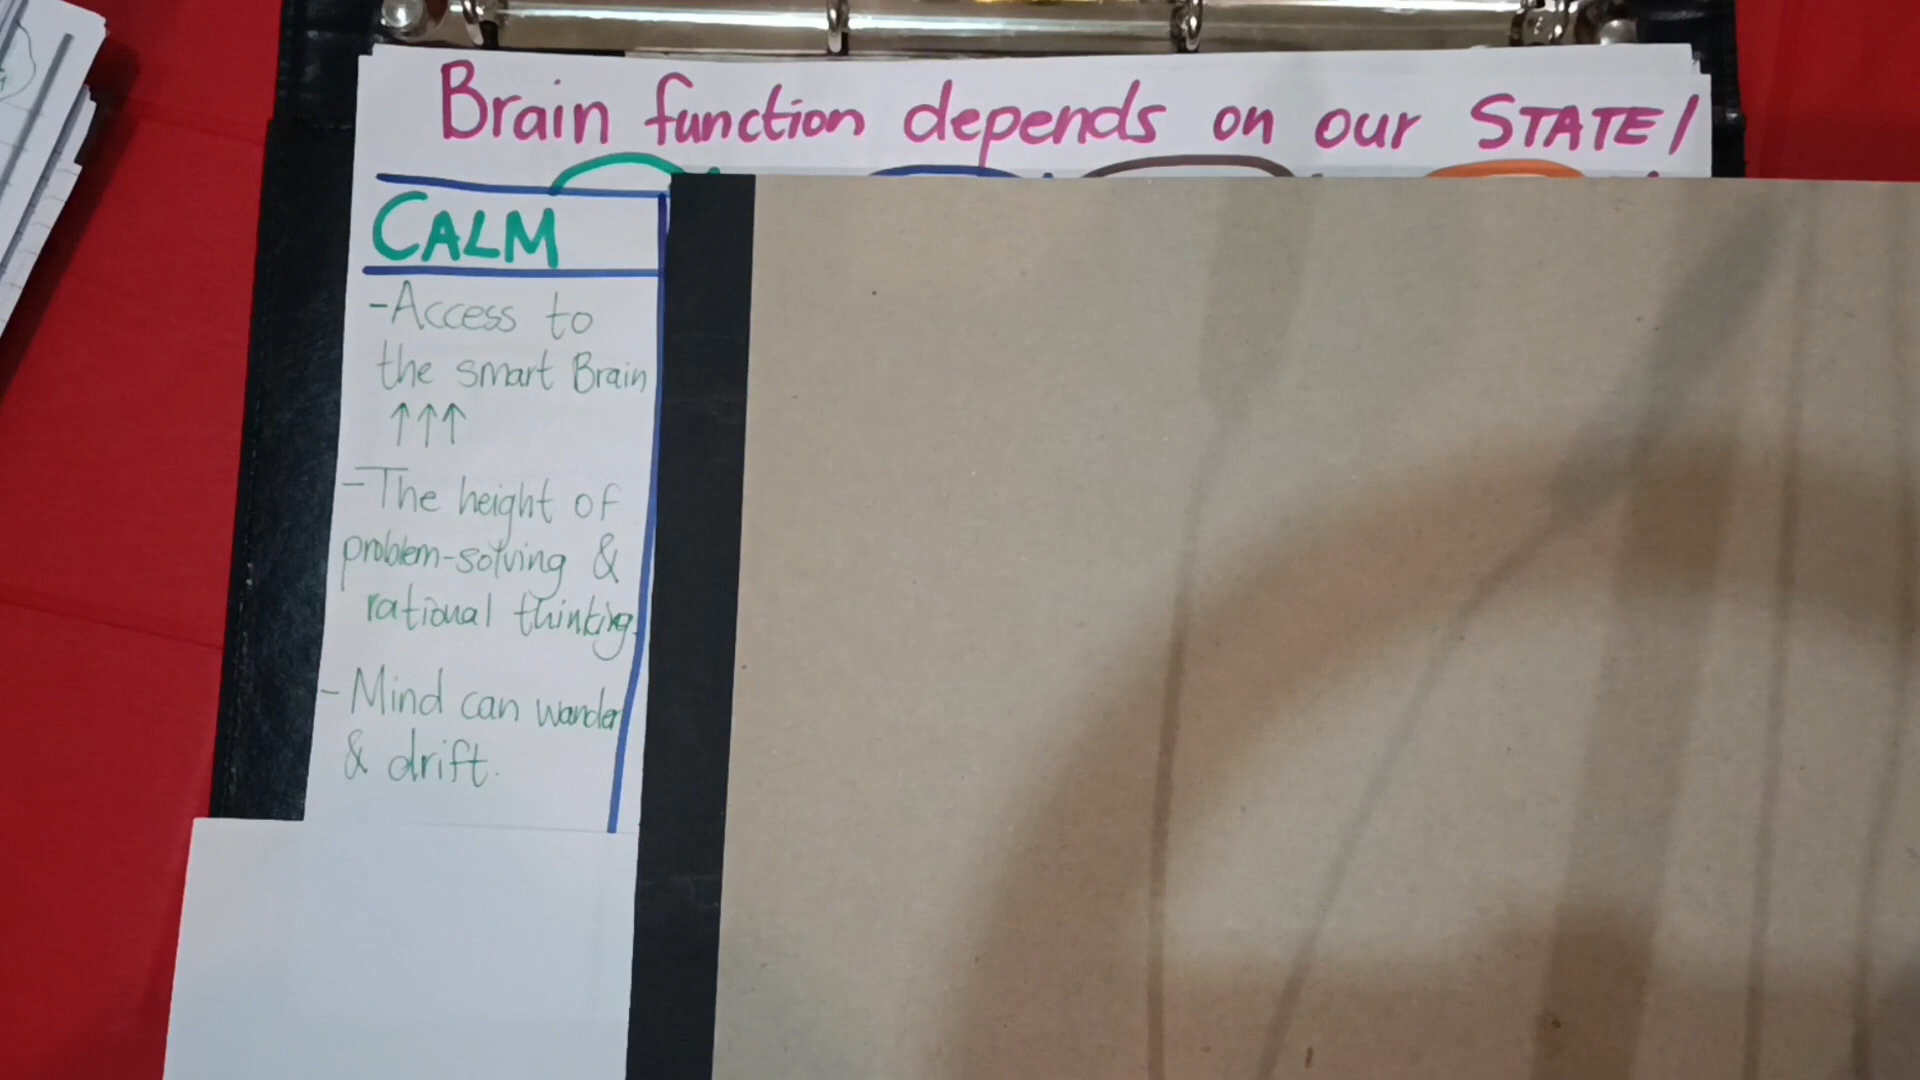 Brain function depends on our STATE!
CALM
- Access to
the smart Brain
↑↑↑
- The height of
problem-solving &
rational thinking.
- Mind can wander
& drift.